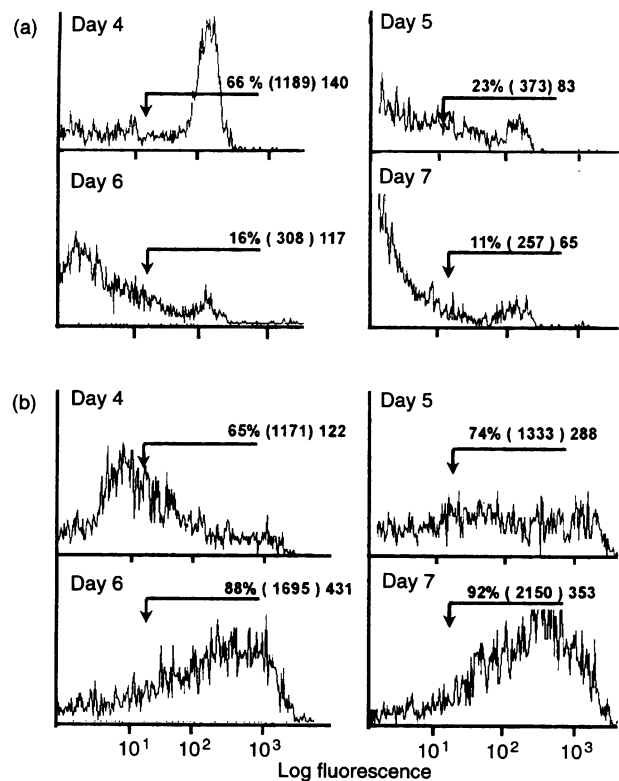 (a)
Day 4
66 % (1189) 140
Day 5
23% ( 373) 83
Day 6
16% ( 308) 117
Day 7
11% ( 257) 65
(b)
Day 4
65% (1171) 122
Day 5
74% ( 1333 ) 288
Day 6
88% ( 1695) 431
Day 7
92% ( 2150 ) 353
10¹ 10² 10³ 10¹ 10² 10³
Log fluorescence